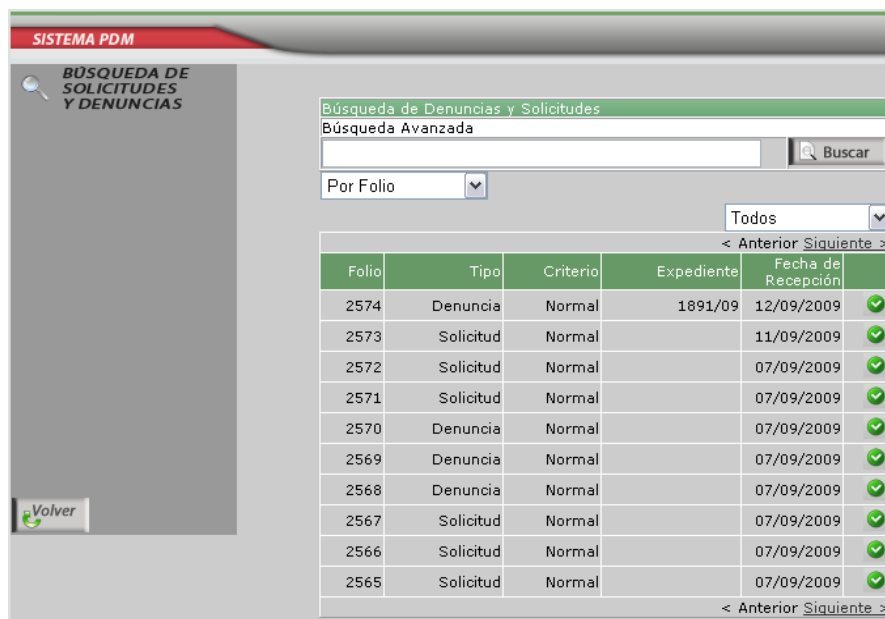 SISTEMA PDM
BÚSQUEDA DE
SOLICITUDES
Y DENUNCIAS
Búsqueda de Denuncias y Solicitudes
Búsqueda Avanzada
Buscar
Por Folio
Todos
< Anterior Siguiente >
Folio Tipo Criterio Expediente Fecha de Recepción
2574 Denuncia Normal 1891/09 12/09/2009
2573 Solicitud Normal 11/09/2009
2572 Solicitud Normal 07/09/2009
2571 Solicitud Normal 07/09/2009
2570 Denuncia Normal 07/09/2009
2569 Denuncia Normal 07/09/2009
2568 Denuncia Normal 07/09/2009
2567 Solicitud Normal 07/09/2009
2566 Solicitud Normal 07/09/2009
2565 Solicitud Normal 07/09/2009
< Anterior Siguiente >
Volver